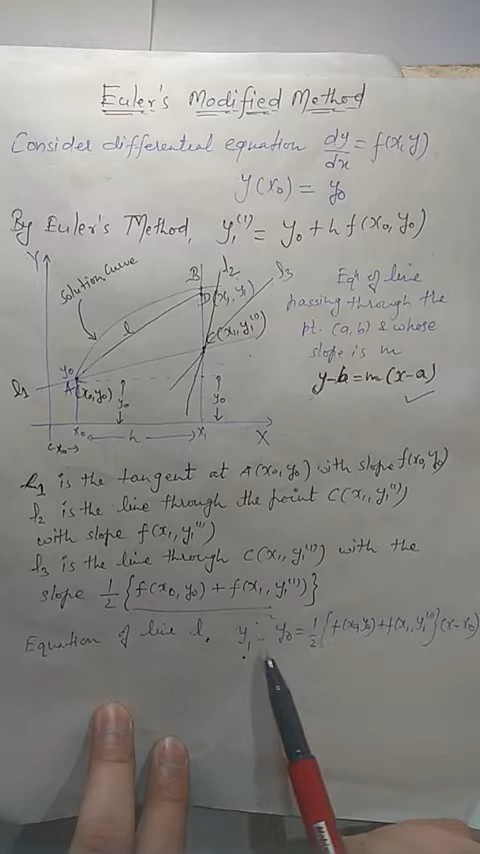 Euler's Modified Method
Consider differential equation dy/dx = f(x,y)
y(x₀) = y₀
By Euler's Method, y₁⁽¹⁾ = y₀ + h f(x₀, y₀)
Y
Solution curve
B
l₂
l₃
D(x₁, y₁)
l
C(x₁, y₁⁽¹⁾)
Eqⁿ of line
passing through the
pt. (a, b) & whose
slope is m
y-b = m(x-a)
y₀
l₁
A(x₀, y₀)
y₀
y₀
x₀
h
x₁
X
x₀
l₁ is the tangent at A(x₀, y₀) with slope f(x₀, y₀)
l₂ is the line through the point C(x₁, y₁⁽¹⁾)
with slope f(x₁, y₁⁽¹⁾)
l₃ is the line through C(x₁, y₁⁽¹⁾) with the
slope 1/2 {f(x₀, y₀) + f(x₁, y₁⁽¹⁾)}
Equation of line l, y₁ - y₀ = 1/2 {f(x₀, y₀) + f(x₁, y₁⁽¹⁾} (x - x₀)